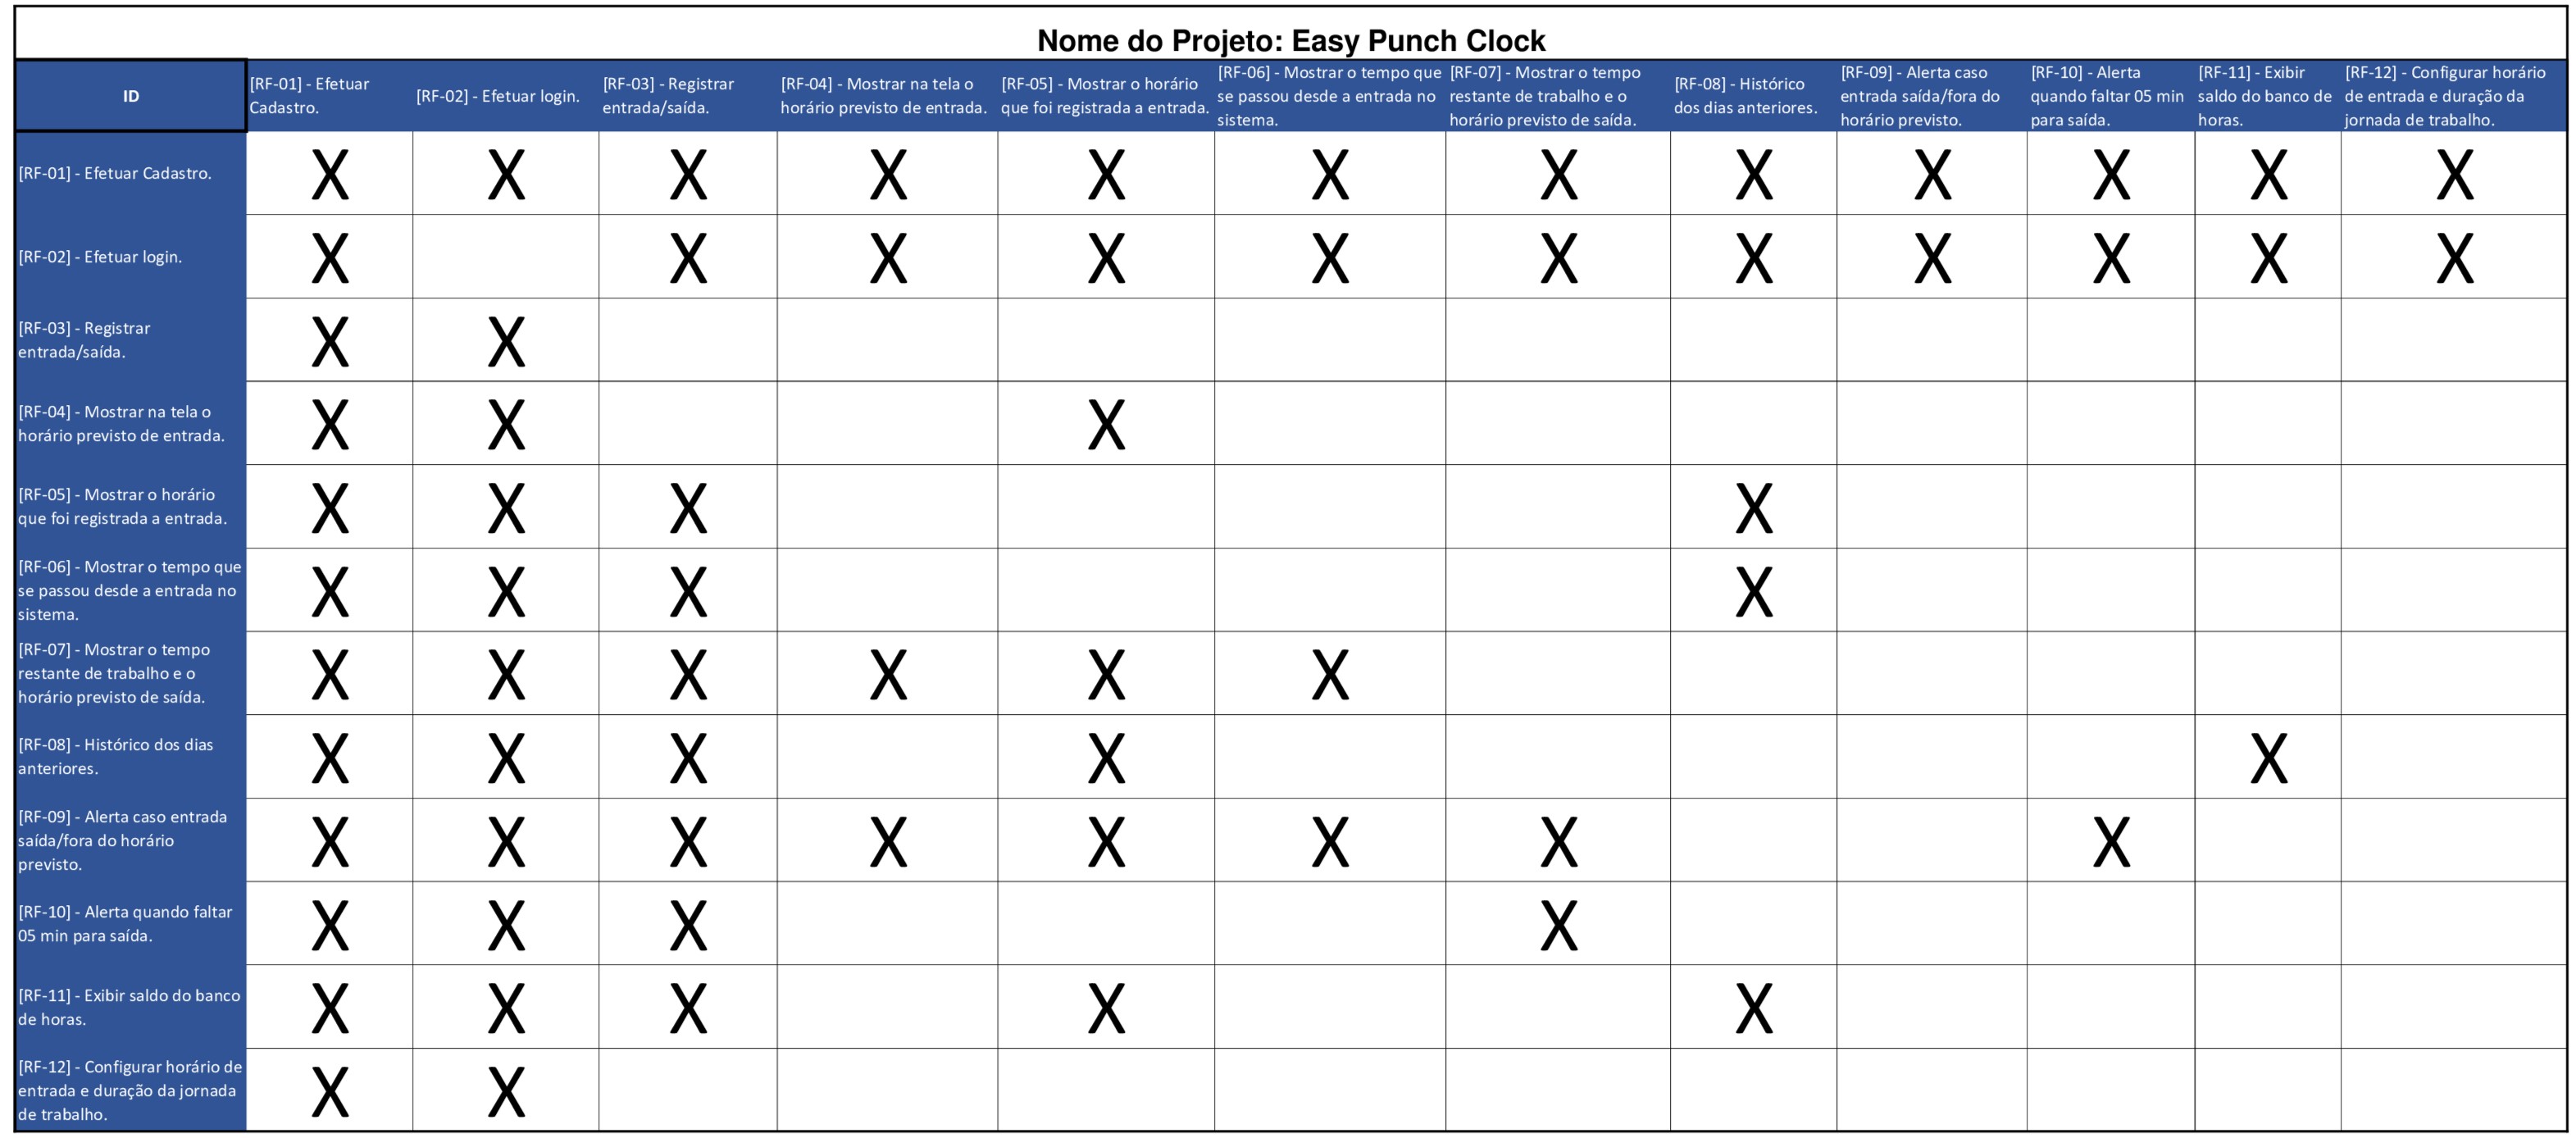 Nome do Projeto: Easy Punch Clock
ID
[RF-01] - Efetuar
Cadastro.
[RF-02] - Efetuar login.
[RF-03] - Registrar
entrada/saída.
[RF-04] - Mostrar na tela o
horário previsto de entrada.
[RF-05] - Mostrar o horário
que foi registrada a entrada.
[RF-06] - Mostrar o tempo que
se passou desde a entrada no
sistema.
[RF-07] - Mostrar o tempo
restante de trabalho e o
horário previsto de saída.
[RF-08] - Histórico
dos dias anteriores.
[RF-09] - Alerta caso
entrada saída/fora do
horário previsto.
[RF-10] - Alerta
quando faltar 05 min
para saída.
[RF-11] - Exibir
saldo do banco de
horas.
[RF-12] - Configurar horário
de entrada e duração da
jornada de trabalho.
[RF-01] - Efetuar Cadastro.
X X X X X X X X X X X X
[RF-02] - Efetuar login.
X X X X X X X X X X X
[RF-03] - Registrar
entrada/saída.
X X
[RF-04] - Mostrar na tela o
horário previsto de entrada.
X X X
[RF-05] - Mostrar o horário
que foi registrada a entrada.
X X X X
[RF-06] - Mostrar o tempo que
se passou desde a entrada no
sistema.
X X X X
[RF-07] - Mostrar o tempo
restante de trabalho e o
horário previsto de saída.
X X X X X X
[RF-08] - Histórico dos dias
anteriores.
X X X X X
[RF-09] - Alerta caso entrada
saída/fora do horário
previsto.
X X X X X X X X
[RF-10] - Alerta quando faltar
05 min para saída.
X X X X
[RF-11] - Exibir saldo do banco
de horas.
X X X X X
[RF-12] - Configurar horário de
entrada e duração da jornada
de trabalho.
X X